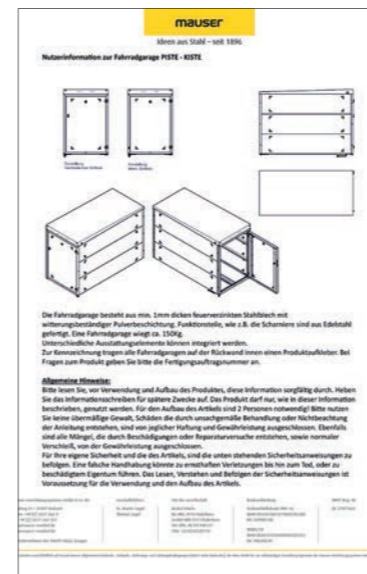 mauser
Ideen aus Stahl – seit 1896
Nutzerinformation zur Fahrradgarage PISTE - KISTE
Die Fahrradgarage besteht aus min. 1mm dicken feuerverzinkten Stahlblech mit
witterungsbeständiger Pulverbeschichtung. Funktionsteile, wie z.B. die Scharniere sind aus Edelstahl
gefertigt. Eine Fahrradgarage wiegt ca. 150Kg.
Unterschiedliche Ausstattungselemente können integriert werden.
Zur Kennzeichnung tragen alle Fahrradgaragen auf der Rückwand innen einen Produktaufkleber. Bei
Fragen zum Produkt geben Sie bitte die Fertigungsauftragsnummer an.
Allgemeine Hinweise:
Bitte lesen Sie, vor Verwendung und Aufbau des Produktes, diese Information sorgfältig durch. Heben
Sie das Informationsschreiben für spätere Zwecke auf. Das Produkt darf nur, wie in dieser Information
beschrieben, genutzt werden. Für den Aufbau des Artikels sind 2 Personen notwendig! Bitte nutzen
Sie keine übermäßige Gewalt, Schäden die durch unsachgemäße Behandlung oder Nichtbeachtung
der Anleitung entstehen, sind von jeglicher Haftung und Gewährleistung ausgeschlossen. Ebenfalls
sind alle Mängel, die durch Beschädigungen oder Reparaturversuche entstehen, sowie normaler
Verschleiß, von der Gewährleistung ausgeschlossen.
Für Ihre eigene Sicherheit und die des Artikels, sind die unten stehenden Sicherheitsanweisungen zu
befolgen. Eine falsche Handhabung könnte zu ernsthaften Verletzungen bis hin zum Tod, oder zu
beschädigtem Eigentum führen. Das Lesen, Verstehen und Befolgen der Sicherheitsanweisungen ist
Voraussetzung für die Verwendung und den Aufbau des Artikels.